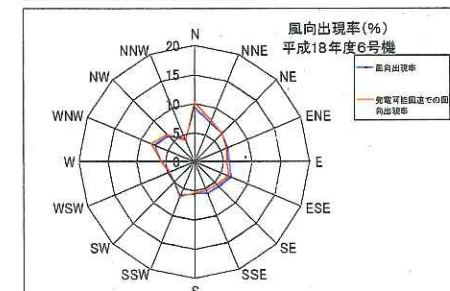 風向出現率(%)
平成18年度6号機
風向出現率
発電可能風速での風
向出現率
20
15
10
5
0
N
NNE
NE
ENE
E
ESE
SE
SSE
S
SSW
SW
WSW
W
WNW
NW
NNW